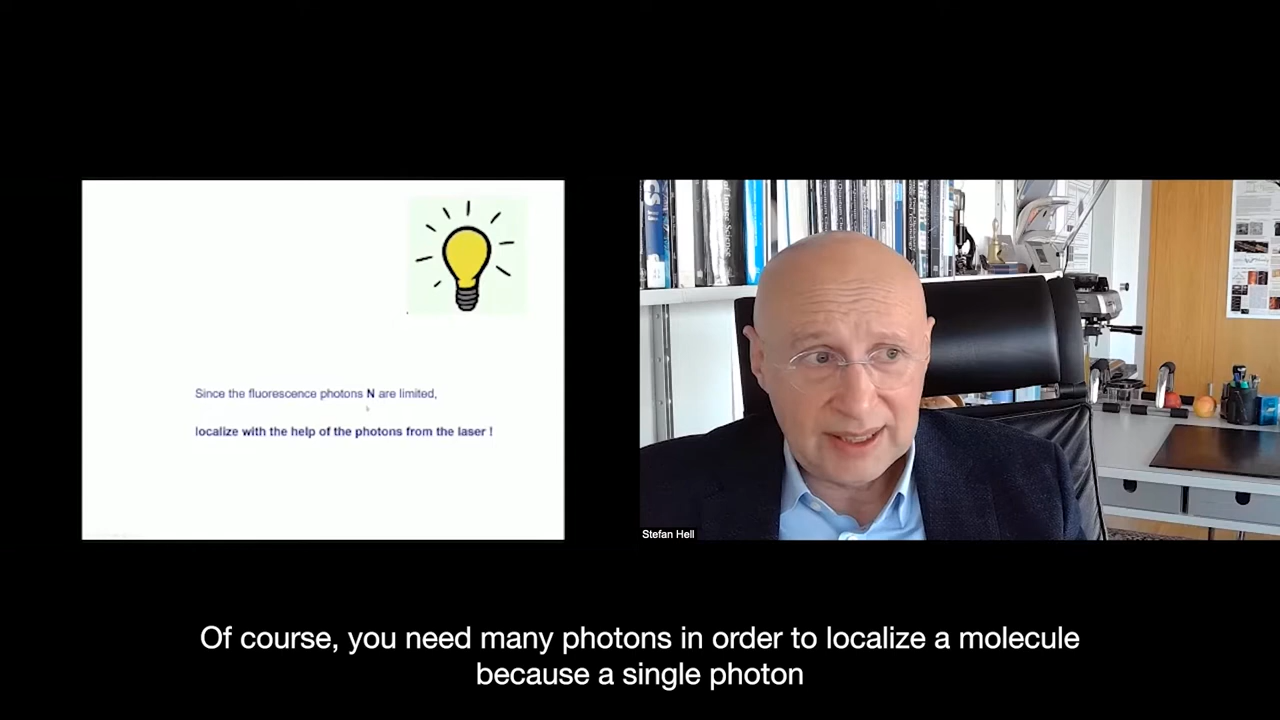 Since the fluorescence photons N are limited,
localize with the help of the photons from the laser !
Stefan Hell
Of course, you need many photons in order to localize a molecule
because a single photon